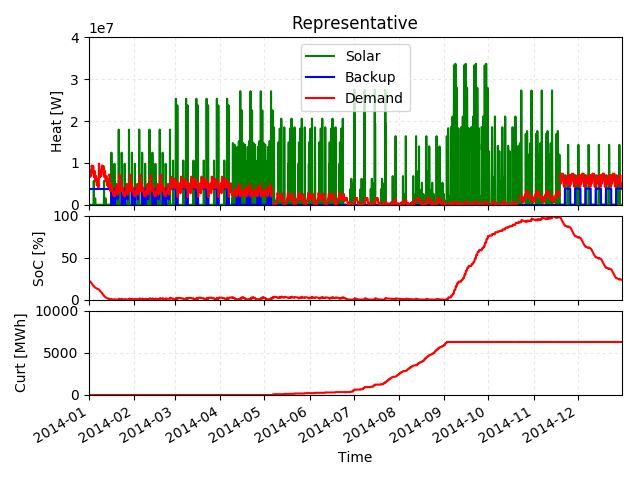 Representative
1e7
4
3
2
1
0
Heat [W]
Solar
Backup
Demand
100
50
0
SoC [%]
10000
5000
0
Curt [MWh]
2014-01
2014-02
2014-03
2014-04
2014-05
2014-06
2014-07
2014-08
2014-09
2014-10
2014-11
2014-12
Time